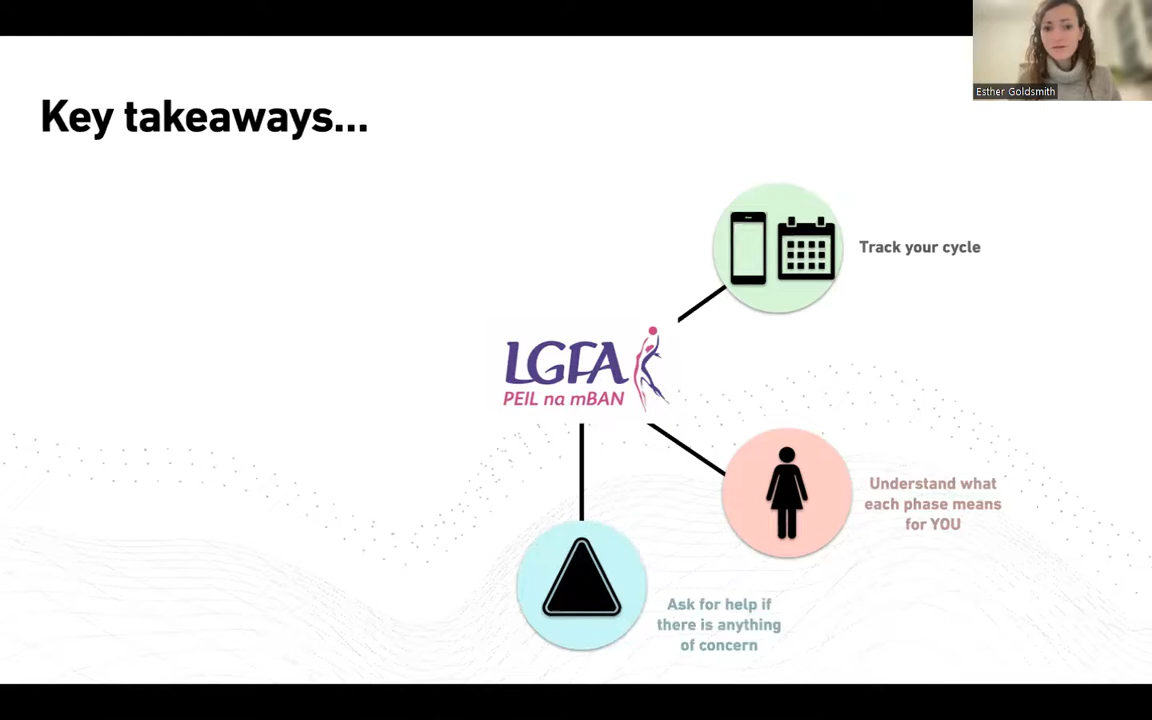 Esther Goldsmith
Key takeaways...
Track your cycle
LGFA
PEIL na mBAN
Understand what
each phase means
for YOU
Ask for help if
there is anything
of concern